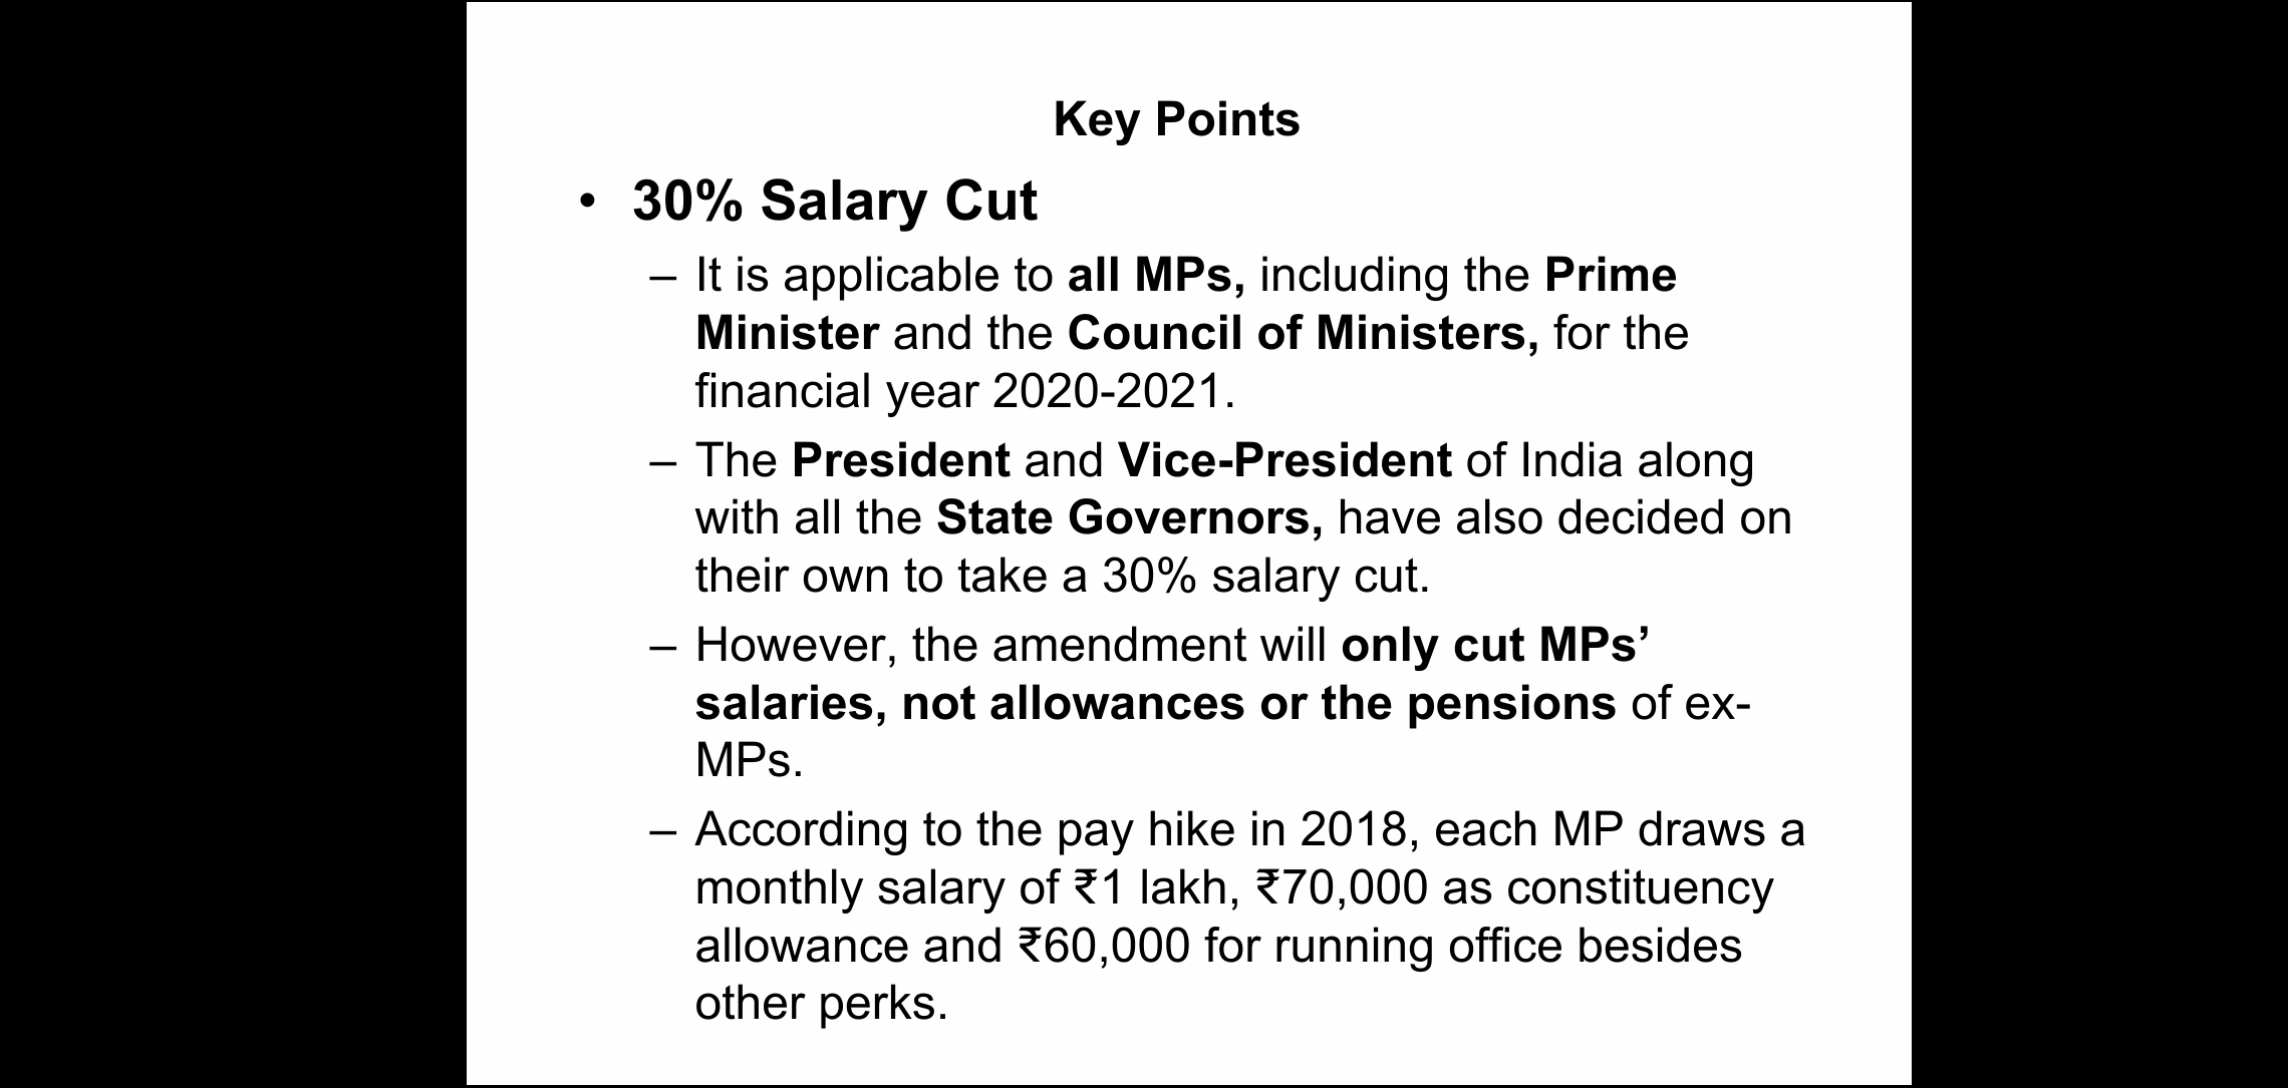 Key Points
• 30% Salary Cut
– It is applicable to all MPs, including the Prime
Minister and the Council of Ministers, for the
financial year 2020-2021.
– The President and Vice-President of India along
with all the State Governors, have also decided on
their own to take a 30% salary cut.
– However, the amendment will only cut MPs’
salaries, not allowances or the pensions of ex-
MPs.
– According to the pay hike in 2018, each MP draws a
monthly salary of ₹1 lakh, ₹70,000 as constituency
allowance and ₹60,000 for running office besides
other perks.